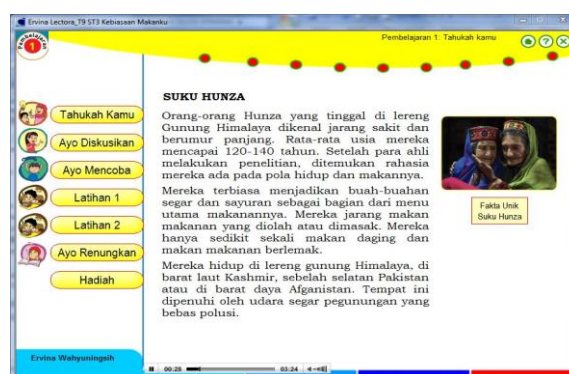 Ervina Lectora_T9 ST3 Kebiasaan Makanku
Pembelajaran
1
Pembelajaran 1: Tahukah kamu
SUKU HUNZA
Orang-orang Hunza yang tinggal di lereng
Gunung Himalaya dikenal jarang sakit dan
berumur panjang. Rata-rata usia mereka
mencapai 120-140 tahun. Setelah para ahli
melakukan penelitian, ditemukan rahasia
mereka ada pada pola hidup dan makannya.
Mereka terbiasa menjadikan buah-buahan
segar dan sayuran sebagai bagian dari menu
utama makanannya. Mereka jarang makan
makanan yang diolah atau dimasak. Mereka
hanya sedikit sekali makan daging dan
makan makanan berlemak.
Mereka hidup di lereng gunung Himalaya, di
barat laut Kashmir, sebelah selatan Pakistan
atau di barat daya Afganistan. Tempat ini
dipenuhi oleh udara segar pegunungan yang
bebas polusi.
Tahukah Kamu
Ayo Diskusikan
Ayo Mencoba
Latihan 1
Latihan 2
Ayo Renungkan
Hadiah
Fakta Unik
Suku Hunza
Ervina Wahyuningsih
00:28
03:24